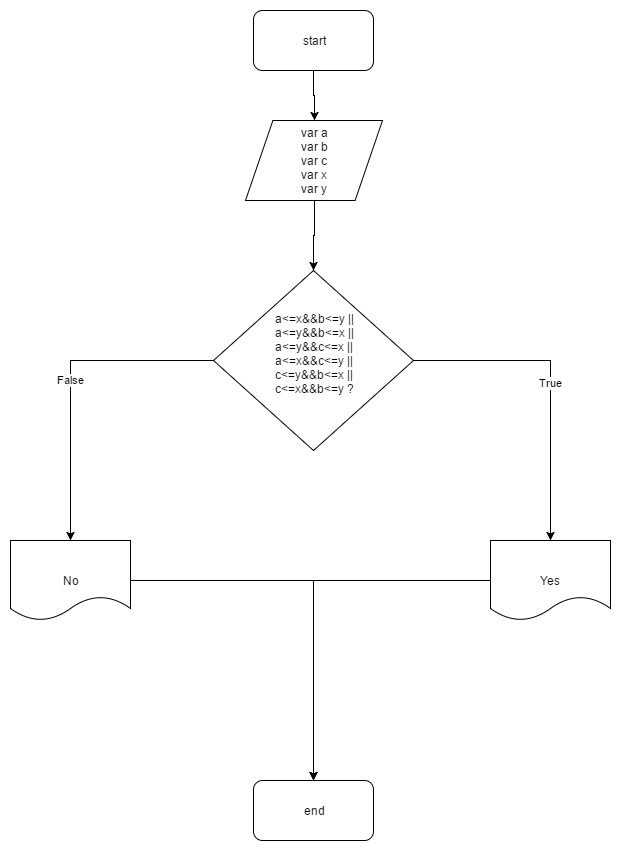 start
var a
var b
var c
var x
var y
a<=x&&b<=y ||
a<=y&&b<=x ||
a<=y&&c<=x ||
a<=x&&c<=y ||
c<=y&&b<=x ||
c<=x&&b<=y ?
False
True
No
Yes
end